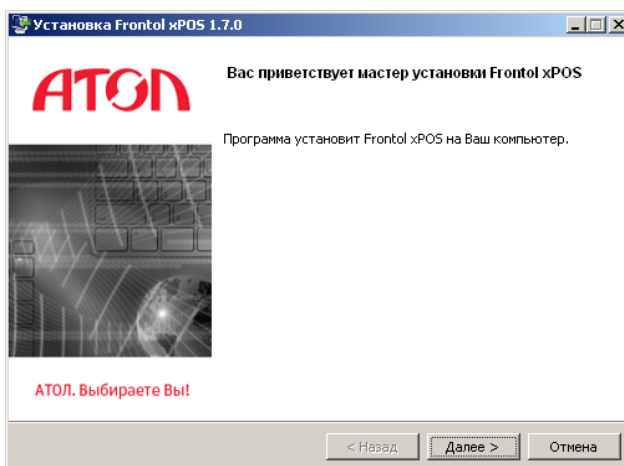 Установка Frontol xPOS 1.7.0
АТОЛ
Вас приветствует мастер установки Frontol xPOS
Программа установит Frontol xPOS на Ваш компьютер.
АТОЛ. Выбираете Вы!
< Назад
Далее >
Отмена